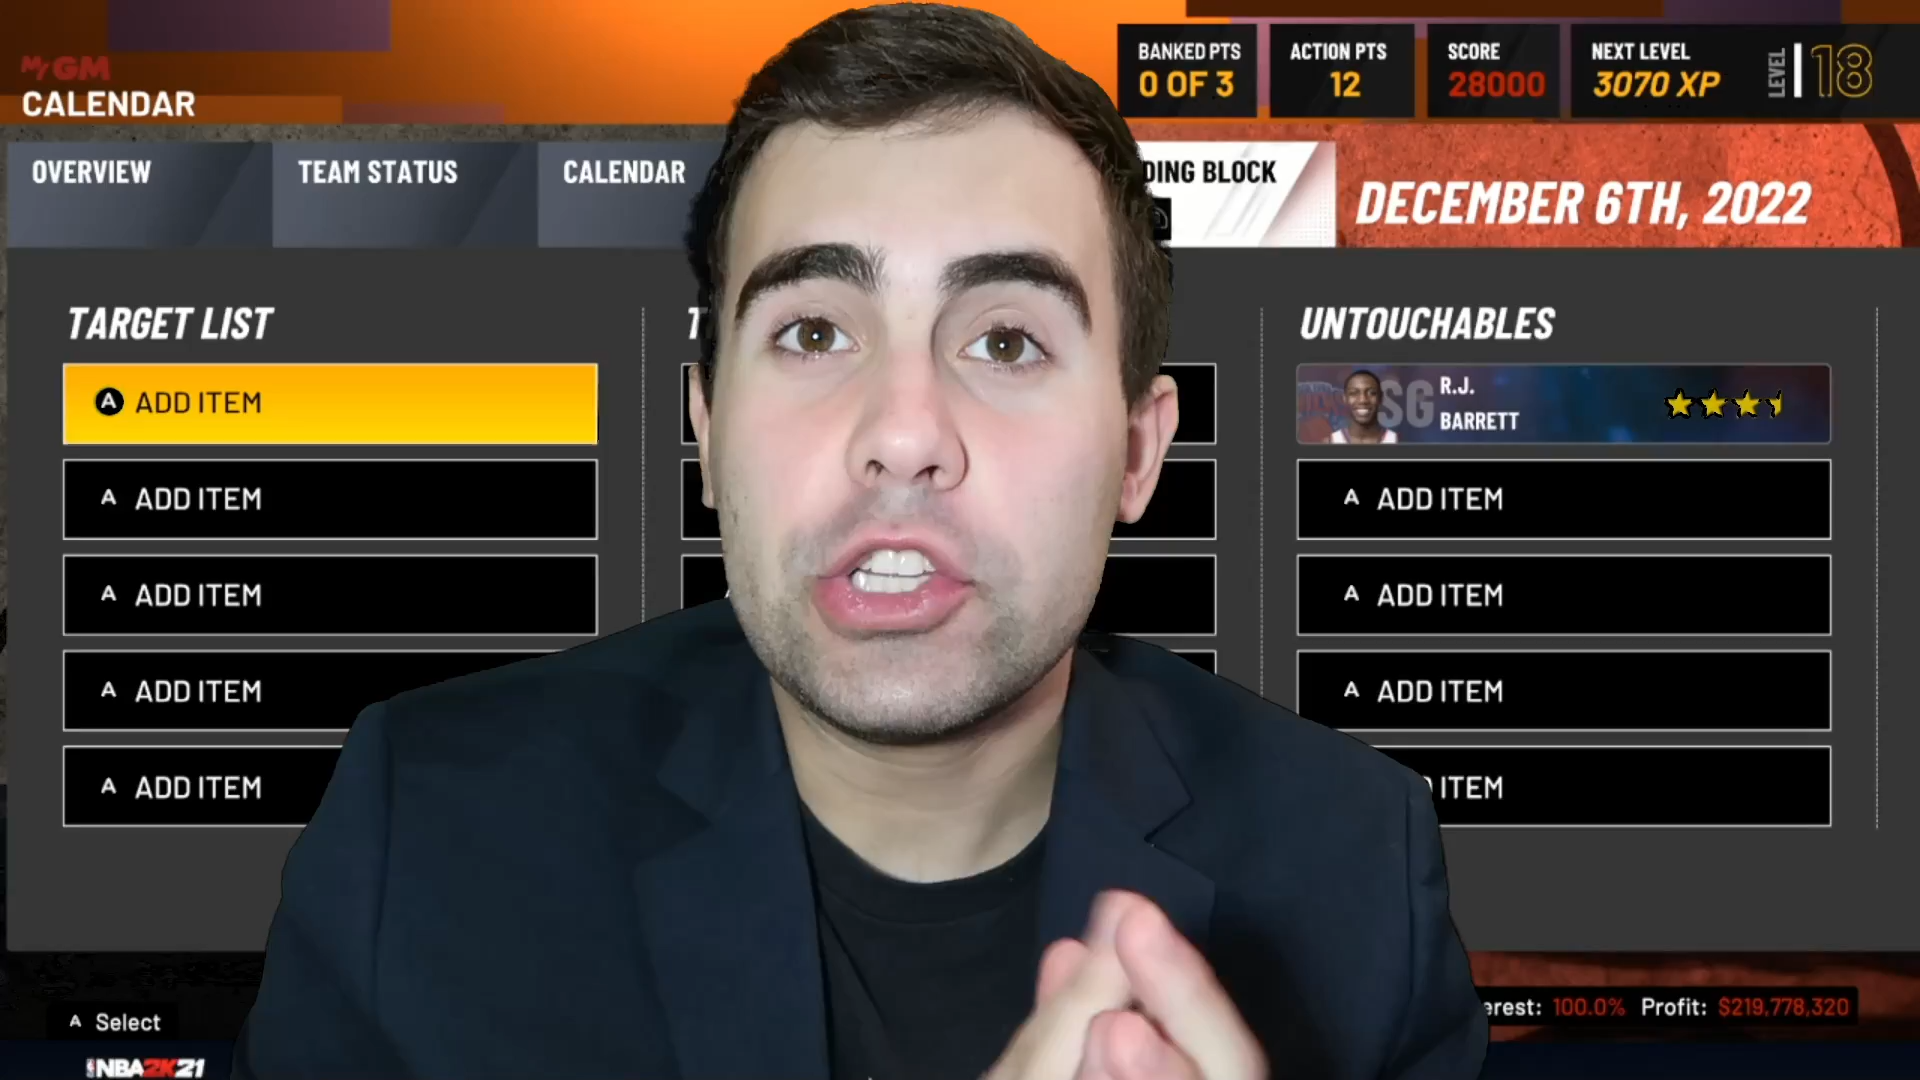 MyGM
CALENDAR
BANKED PTS
0 OF 3
ACTION PTS
12
SCORE
28000
NEXT LEVEL
3070 XP
LEVEL
18
OVERVIEW
TEAM STATUS
CALENDAR
DING BLOCK
DECEMBER 6TH, 2022
TARGET LIST
A ADD ITEM
A ADD ITEM
A ADD ITEM
A ADD ITEM
A ADD ITEM
T
UNTOUCHABLES
SG
R.J.
BARRETT
A ADD ITEM
A ADD ITEM
A ADD ITEM
ITEM
A Select
erest: 100.0% Profit: $219,778,320
NBA 2K21